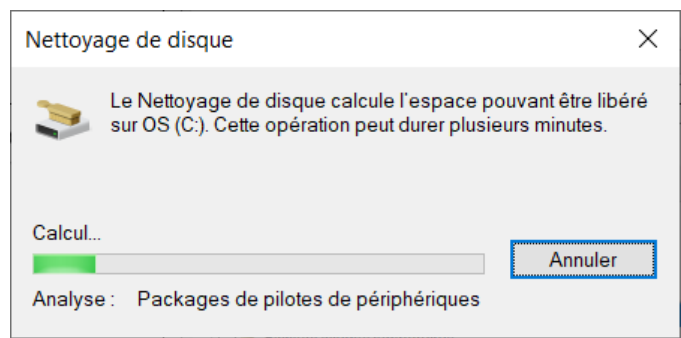 Nettoyage de disque
Le Nettoyage de disque calcule l'espace pouvant être libéré
sur OS (C:). Cette opération peut durer plusieurs minutes.
Calcul...
Annuler
Analyse : Packages de pilotes de périphériques